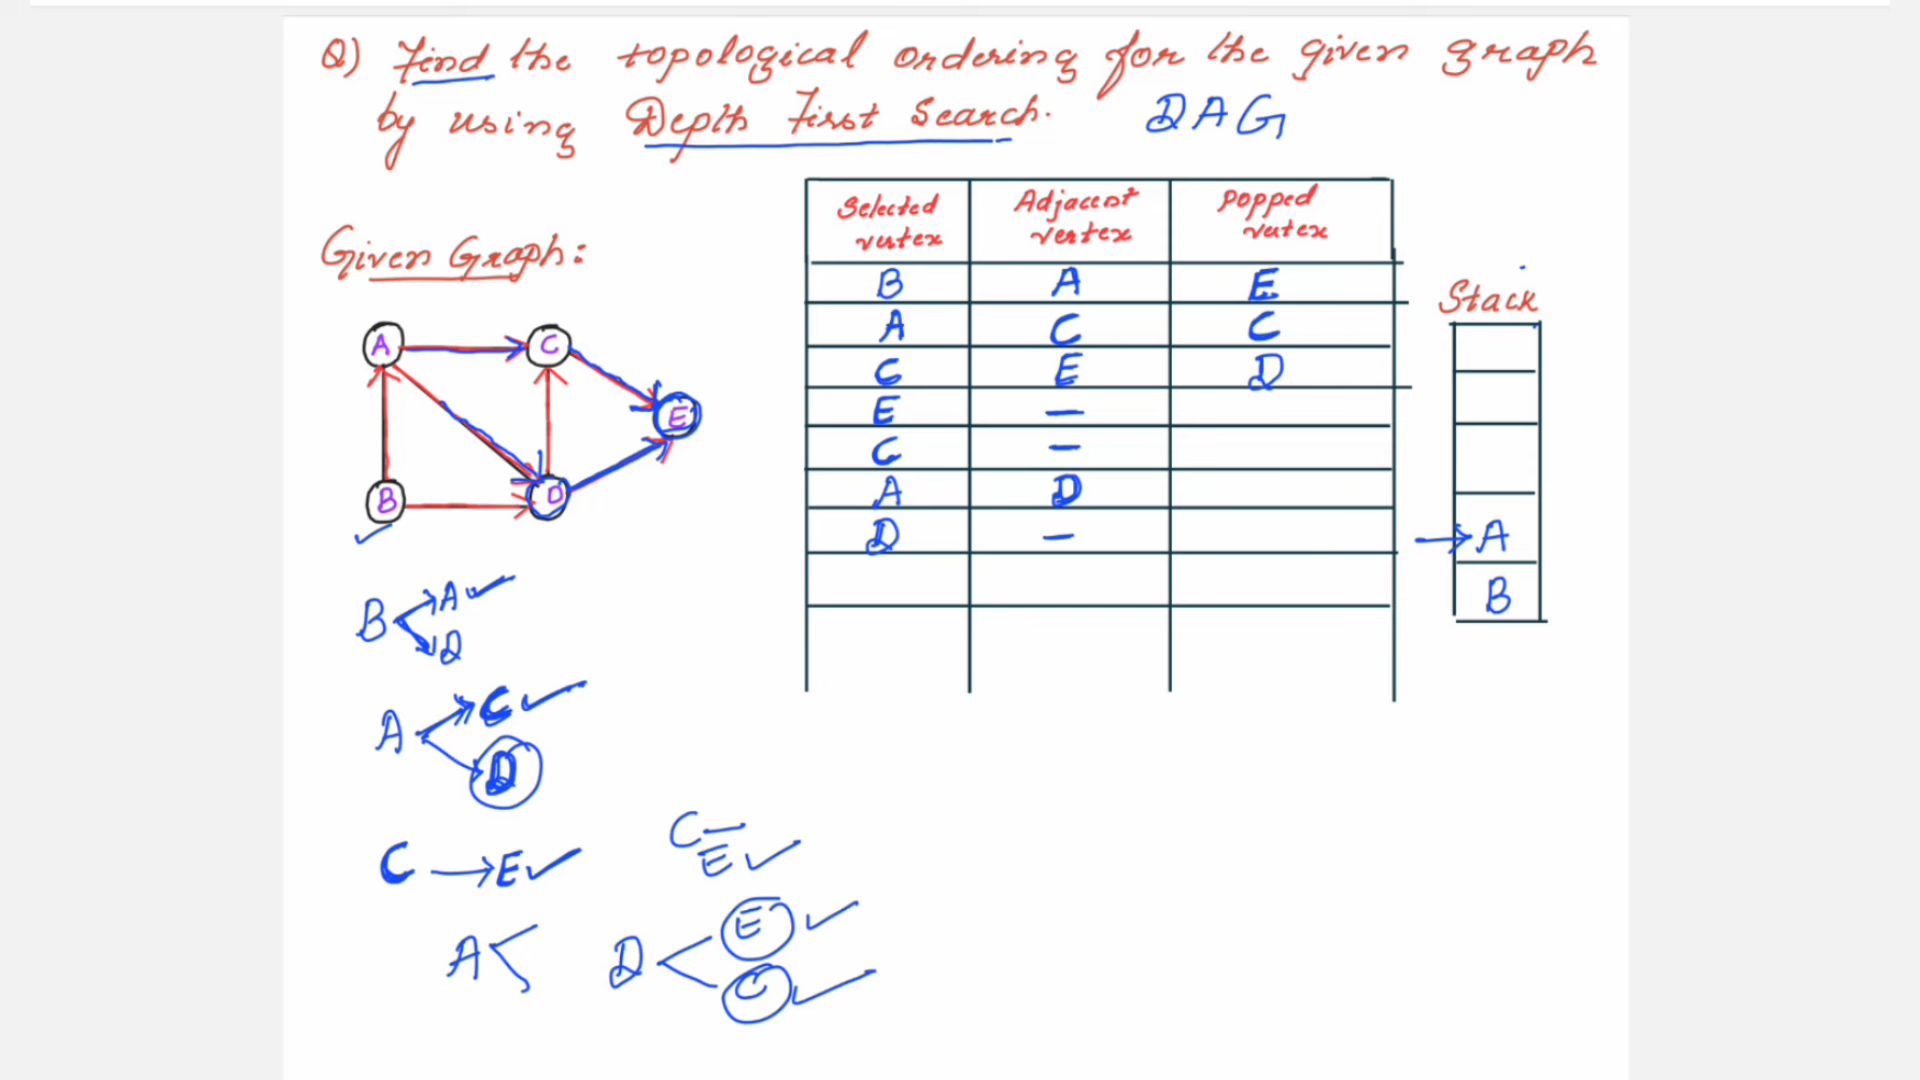 Q) Find the topological ordering for the given graph
by using Depth First Search. DAG
Given Graph:
A C
E
B D
Selected vertex Adjacent vertex Popped vertex
B A E
A C C
C E D
E -
C -
A D
D -
Stack
A
B
B A
D
A C
D
C E
C -
E
A
D E
C